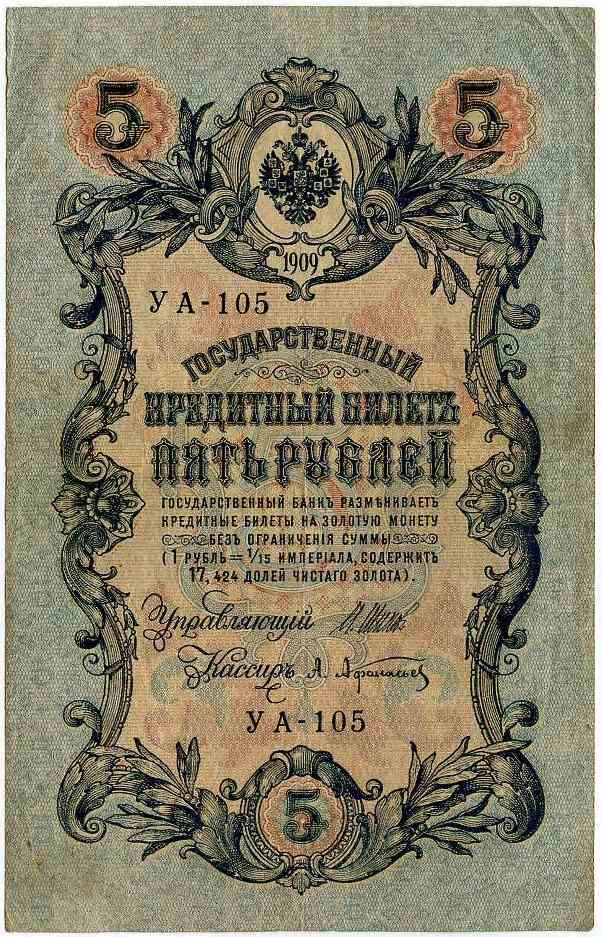 5 5
1909
УА-105
ГОСУДАРСТВЕННЫЙ
КРЕДИТНЫЙ БИЛЕТЪ
ПЯТЬ РУБЛЕЙ
ГОСУДАРСТВЕННЫЙ БАНКЪ РАЗМѢНИВАЕТЪ
КРЕДИТНЫЕ БИЛЕТЫ НА ЗОЛОТУЮ МОНЕТУ
БЕЗЪ ОГРАНИЧЕНІЯ СУММЫ
(1 РУБЛЬ = 1/15 ИМПЕРІАЛА, СОДЕРЖИТЪ
17,424 ДОЛЕЙ ЧИСТАГО ЗОЛОТА).
Управляющій
Кассиръ А. Афанасьев
УА-105
5